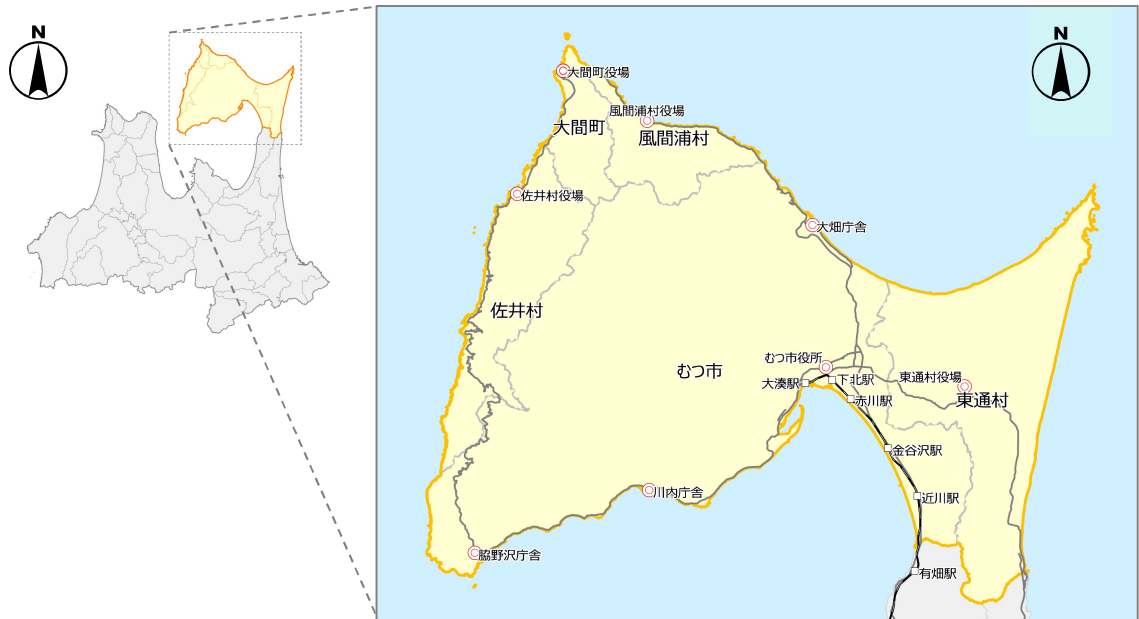 N
N
大間町役場
風間浦村役場
大間町
風間浦村
佐井村役場
大畑庁舎
佐井村
むつ市役所
むつ市
大湊駅
下北駅
東通村役場
赤川駅
東通村
金谷沢駅
川内庁舎
近川駅
脇野沢庁舎
有畑駅